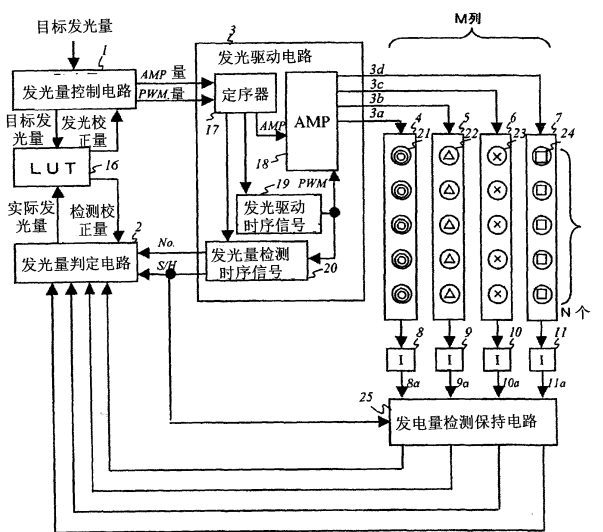 M列
目标发光量
1
发光量控制电路
AMP 量
PWM 量
3
发光驱动电路
定序器
17
AMP
AMP
18
3d
3c
3b
3a
4
5
6
7
21
22
23
24
目标发光量
发光校正量
LUT
16
PWM
19
发光驱动时序信号
实际发光量
检测校正量
2
发光量判定电路
No.
S/H
发光量检测时序信号
20
N个
8
9
10
11
I
I
I
I
8a
9a
10a
11a
25
发电量检测保持电路